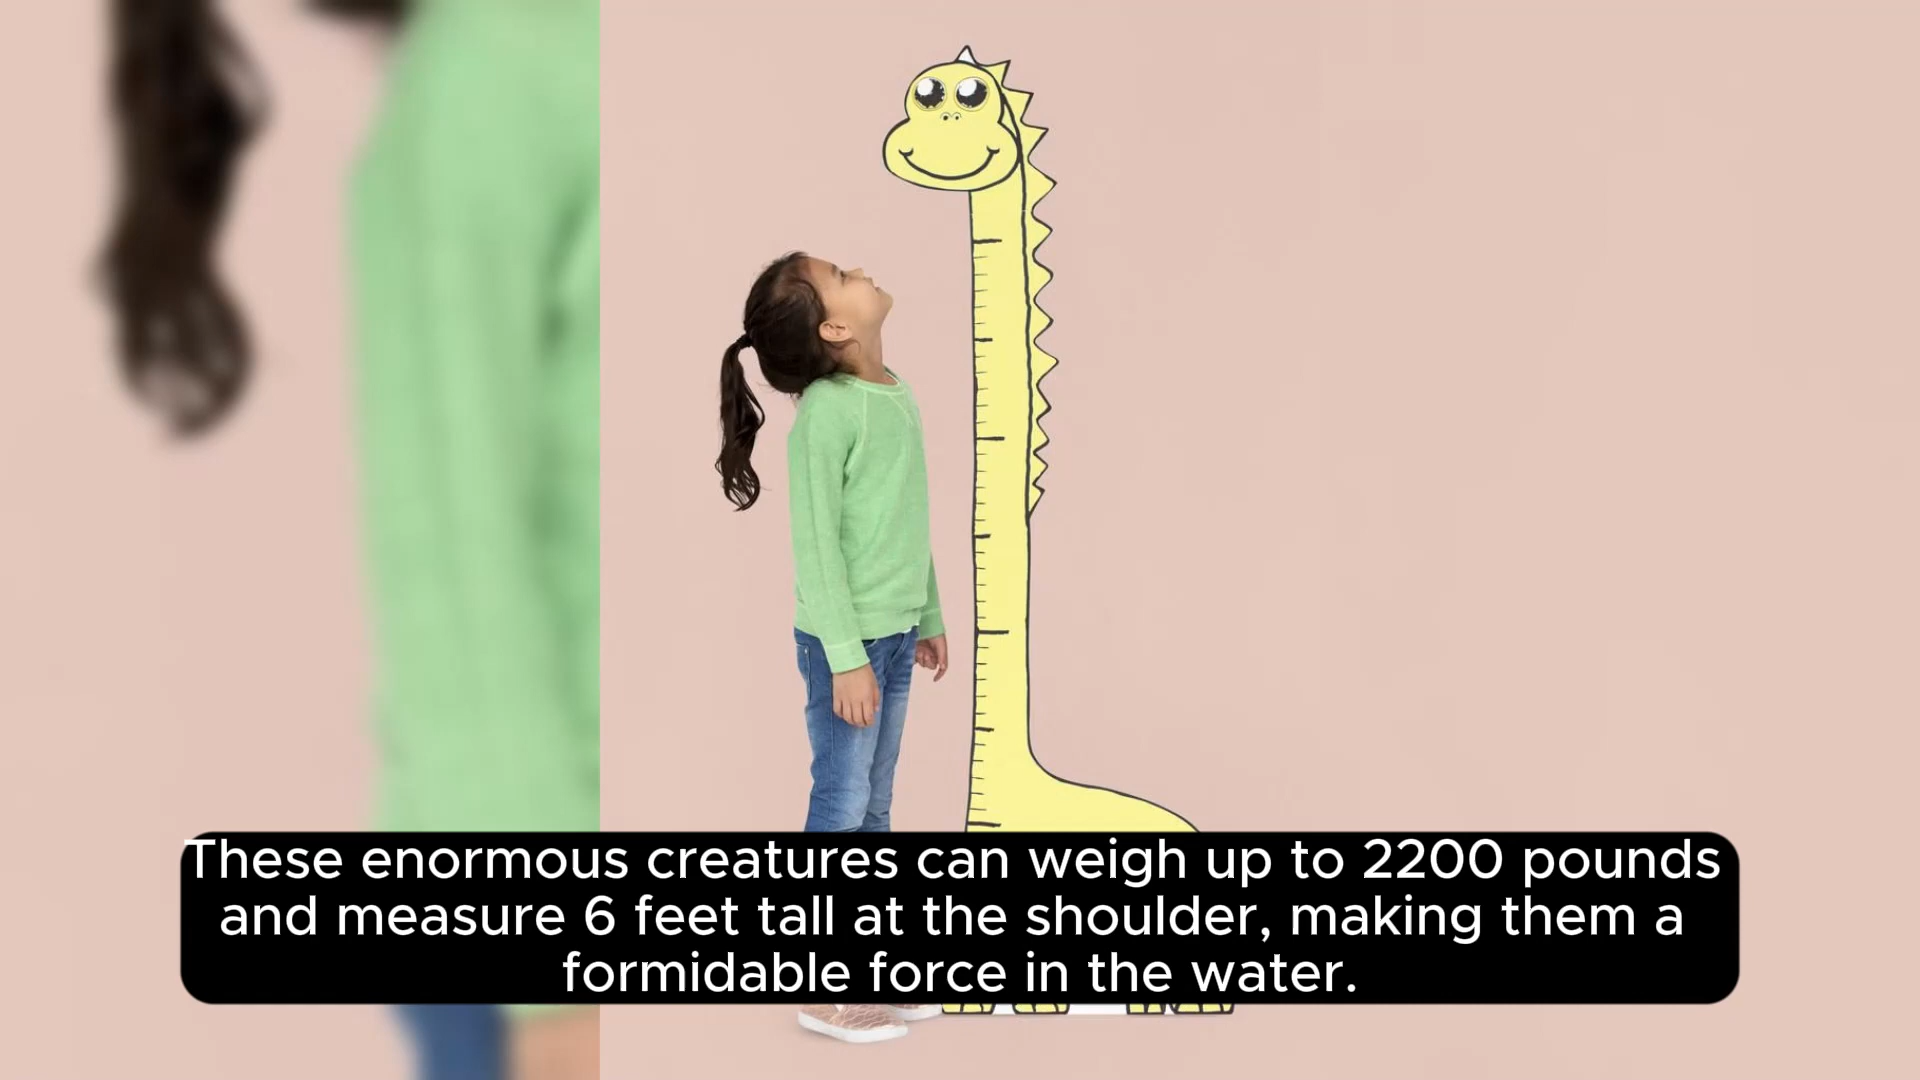 These enormous creatures can weigh up to 2200 pounds
and measure 6 feet tall at the shoulder, making them a
formidable force in the water.